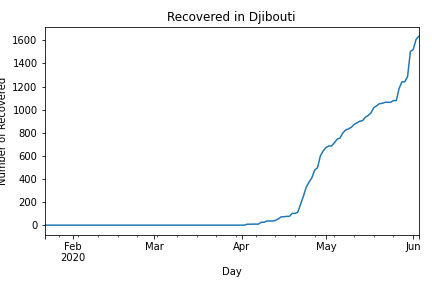 Recovered in Djibouti
1600
1400
1200
1000
800
600
400
200
0
Number of Recovered
Feb
2020
Mar
Apr
May
Jun
Day